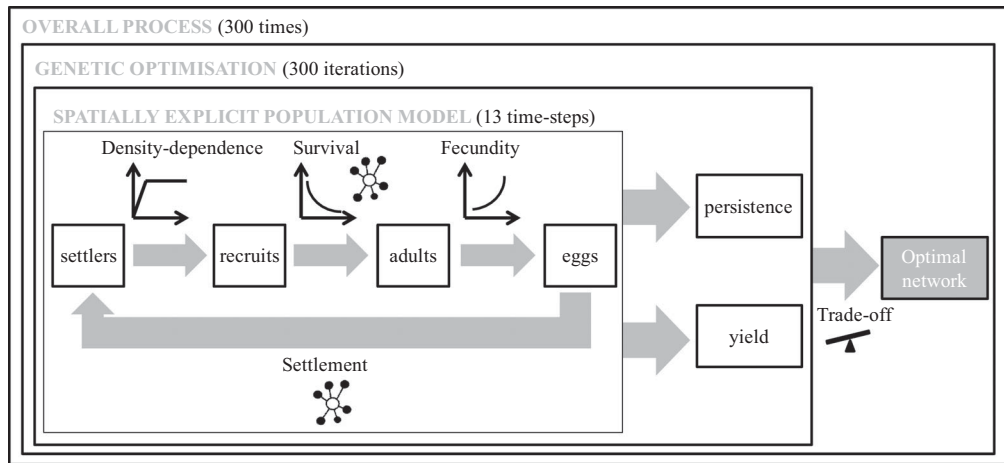 OVERALL PROCESS (300 times)
GENETIC OPTIMISATION (300 iterations)
SPATIALLY EXPLICIT POPULATION MODEL (13 time-steps)
Density-dependence
Survival
Fecundity
settlers
recruits
adults
eggs
Settlement
persistence
yield
Trade-off
Optimal
network